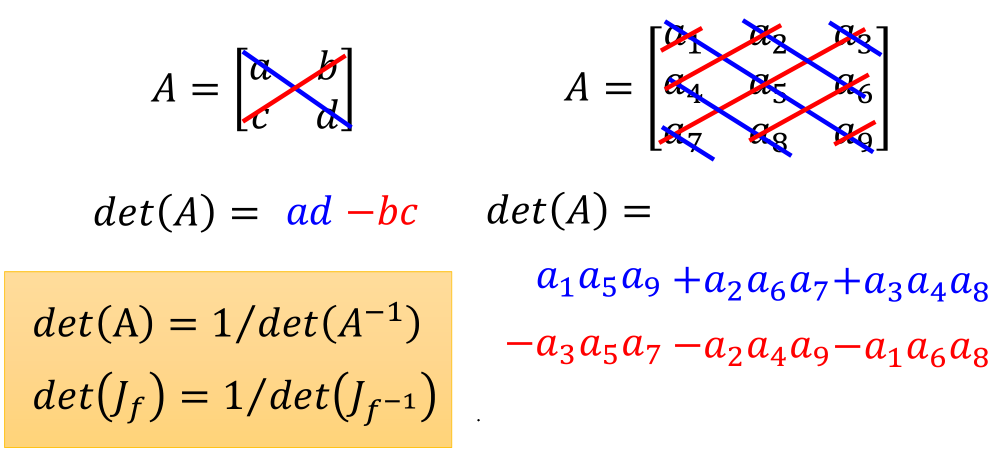 A = [a b
c d]
A = [a₁ a₂ a₃
a₄ a₅ a₆
a₇ a₈ a₉]
det(A) = ad −bc
det(A) =
a₁a₅a₉ +a₂a₆a₇+a₃a₄a₈
−a₃a₅a₇ −a₂a₄a₉−a₁a₆a₈
det(A) = 1/det(A⁻¹)
det(J_f) = 1/det(J_{f⁻¹})
.